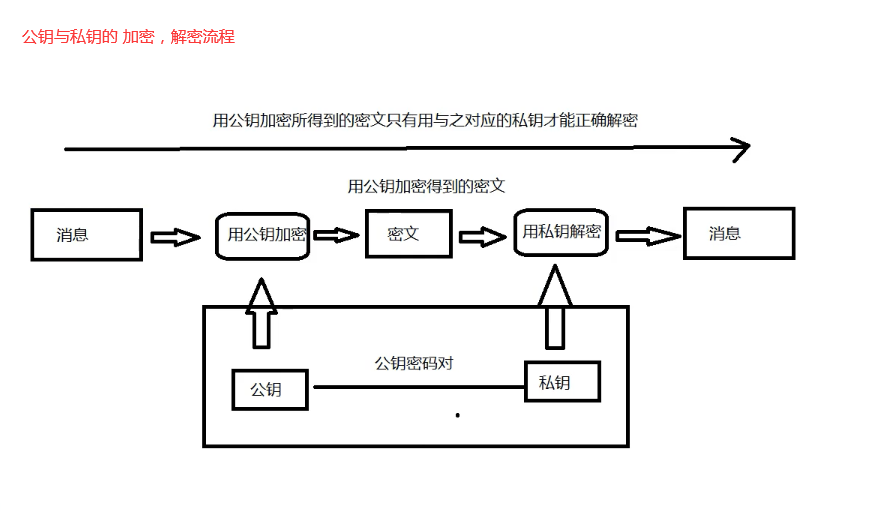 公钥与私钥的 加密，解密流程
用公钥加密所得到的密文只有用与之对应的私钥才能正确解密
用公钥加密得到的密文
消息
用公钥加密
密文
用私钥解密
消息
公钥密码对
公钥
私钥